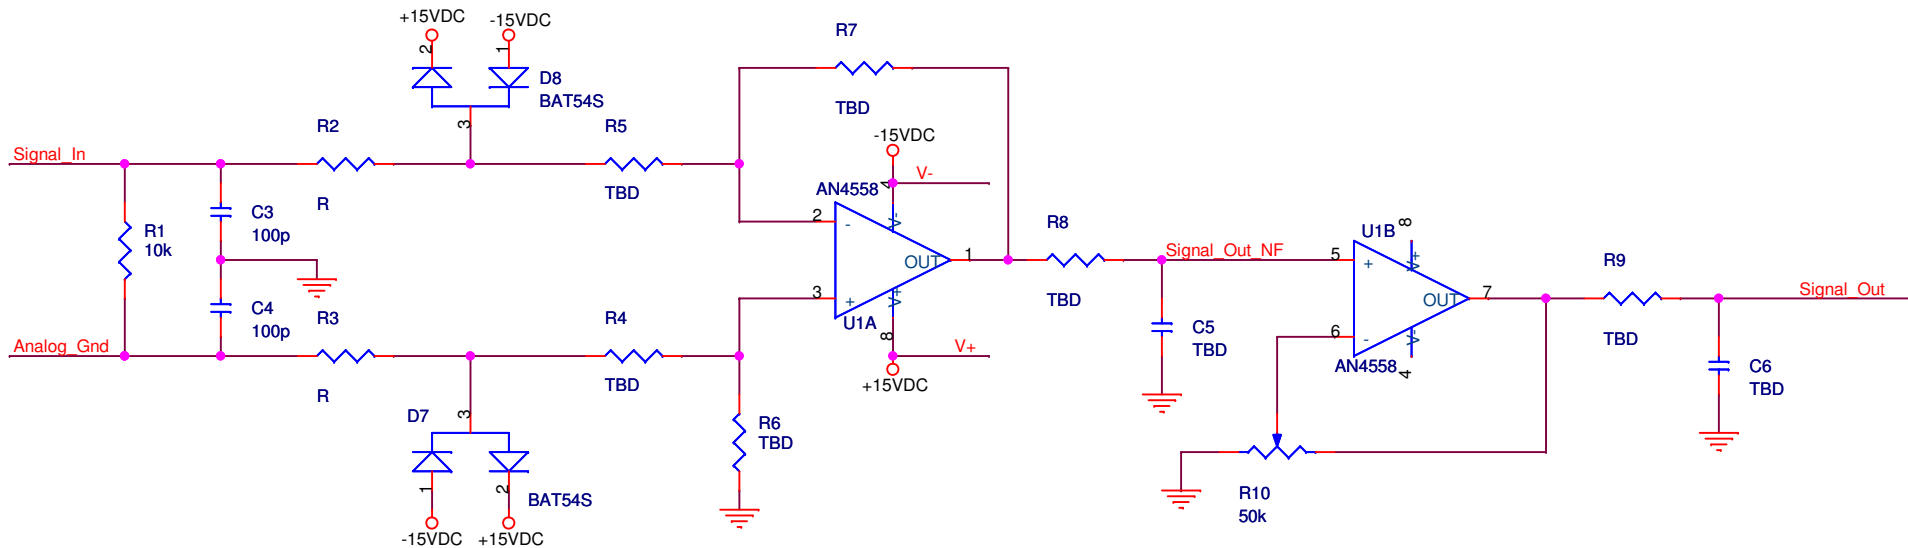 +15VDC
-15VDC
2
1
D8
BAT54S
3
R7
TBD
Signal_In
R2
R
R5
TBD
-15VDC
4
V-
AN4558
2
-
V-
OUT
1
3
+
V+
U1A
8
V+
+15VDC
R1
10k
C3
100p
C4
100p
Analog_Gnd
R3
R
R4
TBD
D7
3
1
2
BAT54S
-15VDC
+15VDC
R6
TBD
R8
TBD
Signal_Out_NF
C5
TBD
U1B
8
5
+
V+
OUT
7
6
-
V-
AN4558
4
R9
TBD
Signal_Out
C6
TBD
R10
50k